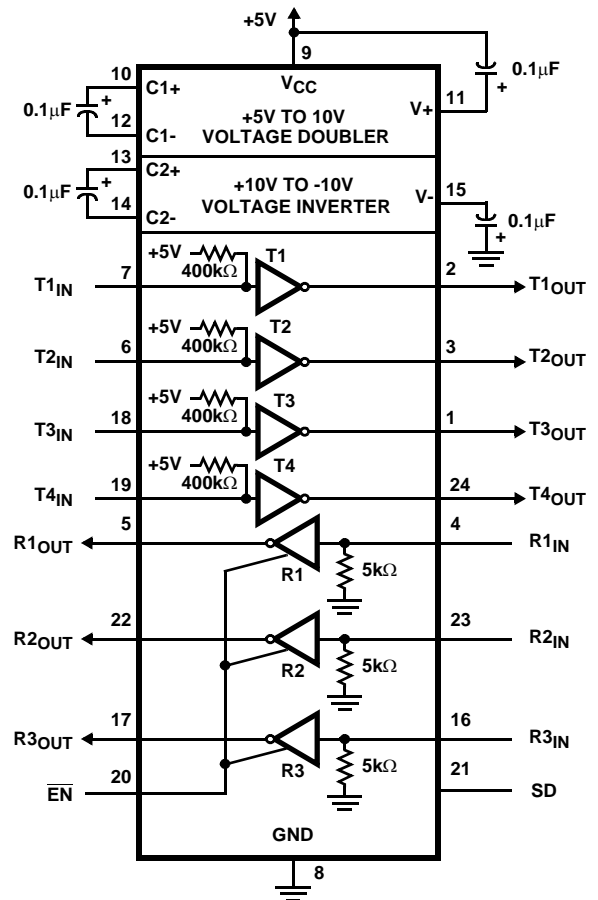 +5V
9
10
C1+
VCC
0.1μF
0.1μF
+
+
V+
11
+5V TO 10V
VOLTAGE DOUBLER
12
C1-
13
C2+
0.1μF
+
+10V TO -10V
VOLTAGE INVERTER
V-
15
14
C2-
0.1μF
+
+5V
400kΩ
T1
T1IN
7
2
T1OUT
+5V
400kΩ
T2
T2IN
6
3
T2OUT
+5V
400kΩ
T3
T3IN
18
1
T3OUT
+5V
400kΩ
T4
T4IN
19
24
T4OUT
R1OUT
5
4
R1IN
R1
5kΩ
R2OUT
22
23
R2IN
R2
5kΩ
R3OUT
17
16
R3IN
R3
5kΩ
EN
20
21
SD
GND
8